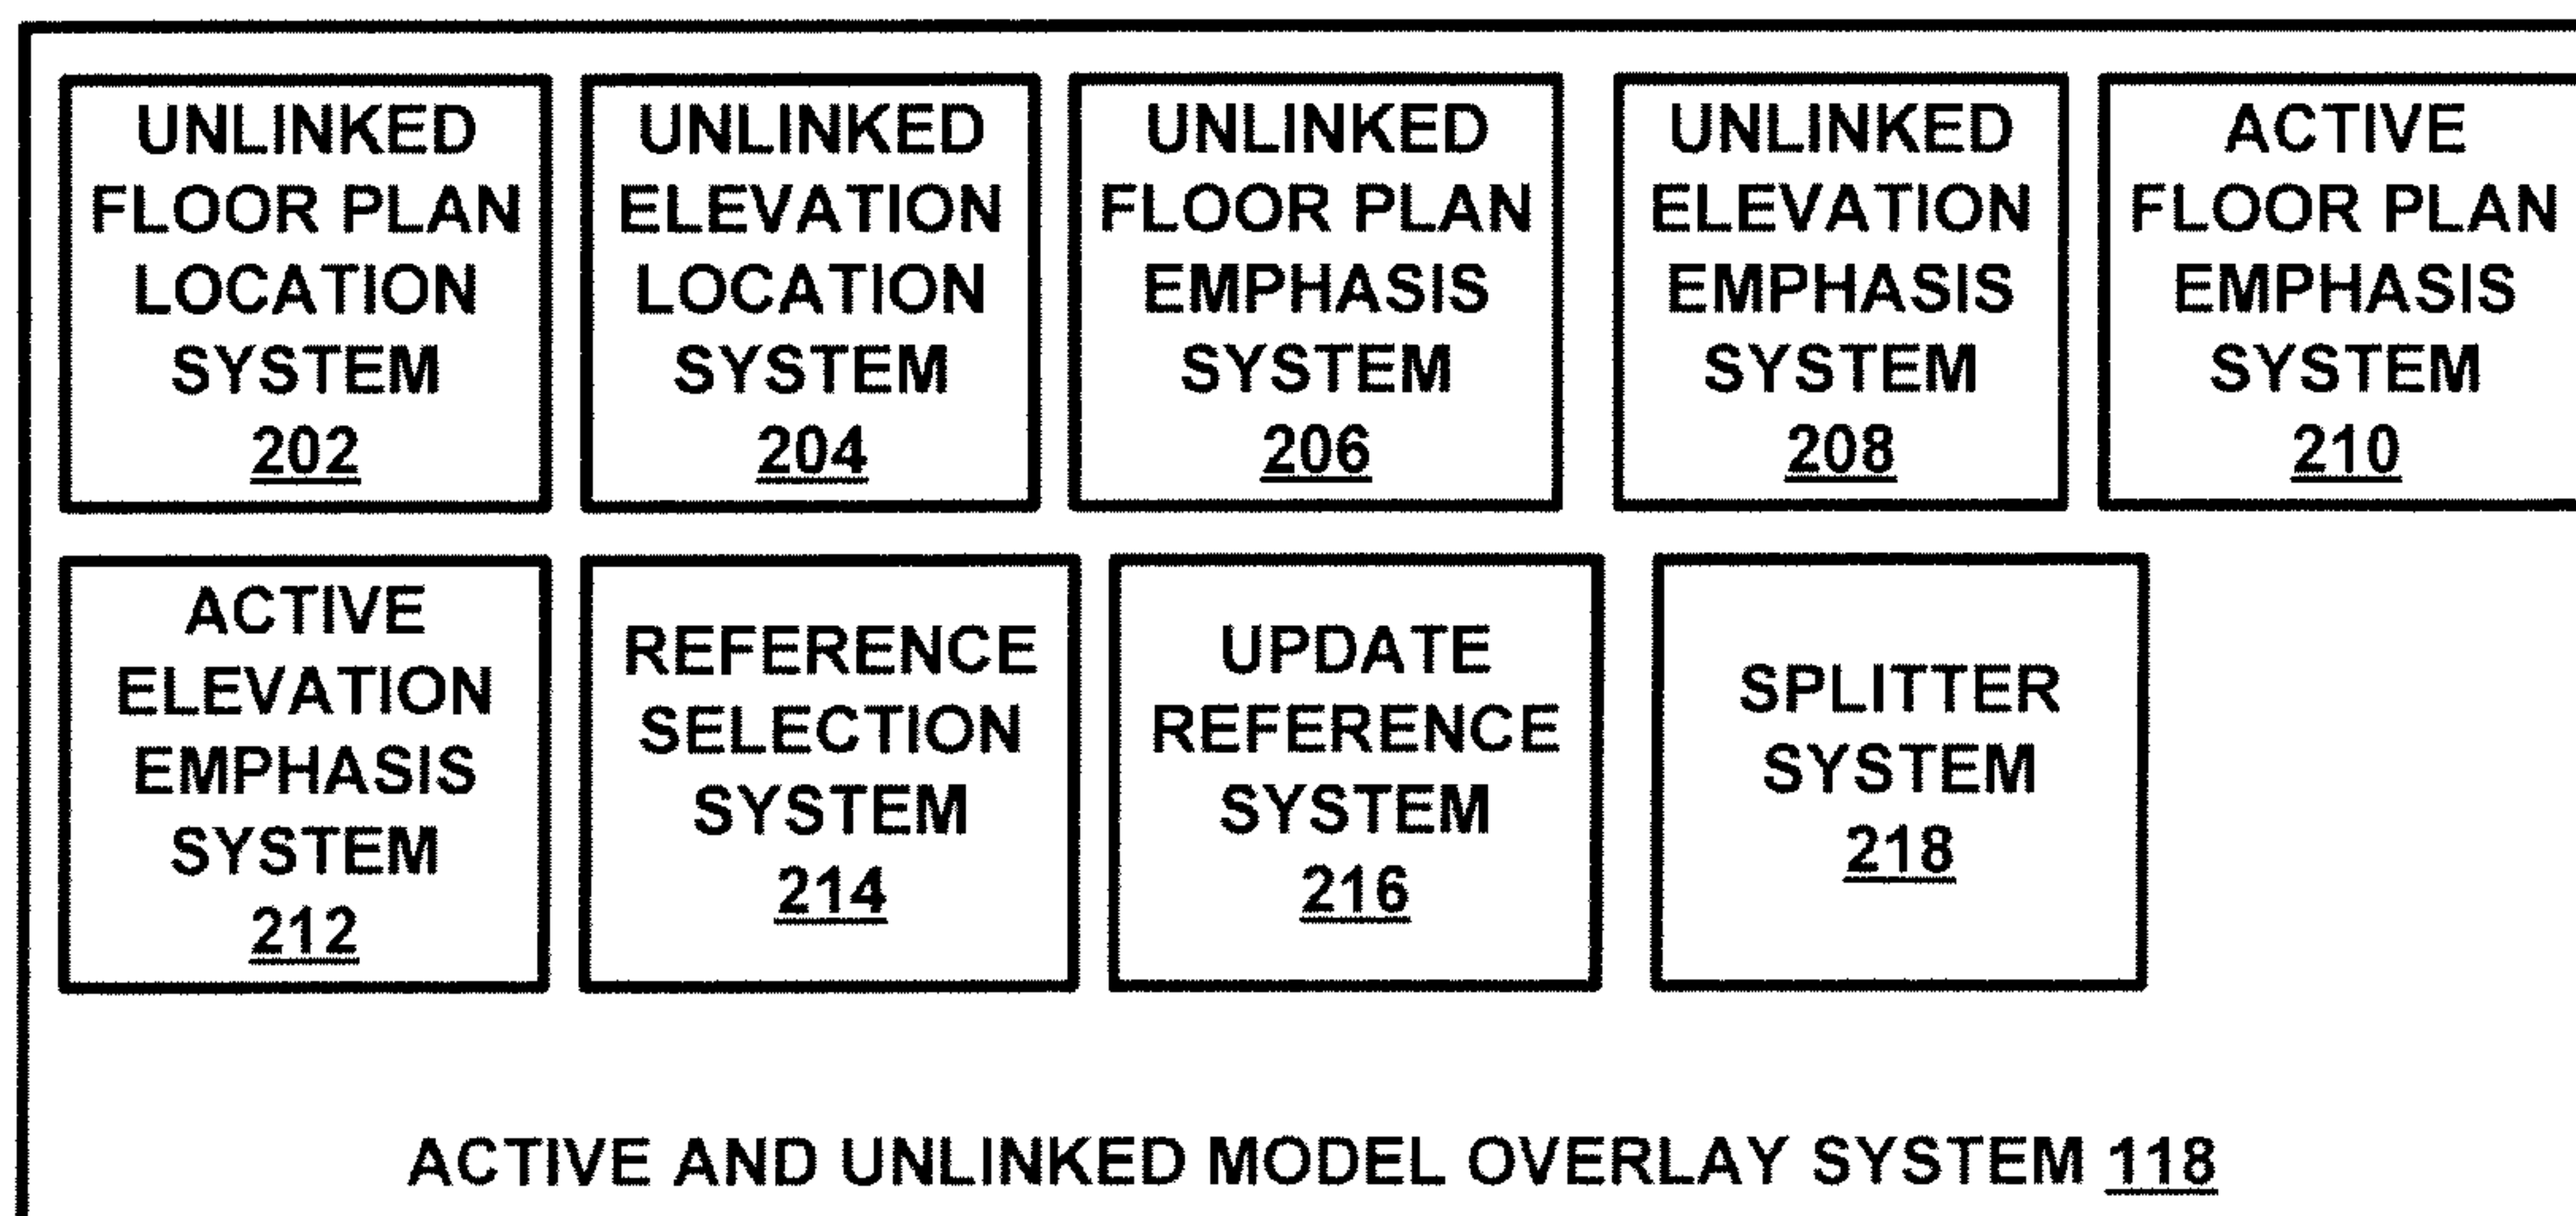 UNLINKED
FLOOR PLAN
LOCATION
SYSTEM
202
UNLINKED
ELEVATION
LOCATION
SYSTEM
204
UNLINKED
FLOOR PLAN
EMPHASIS
SYSTEM
206
UNLINKED
ELEVATION
EMPHASIS
SYSTEM
208
ACTIVE
FLOOR PLAN
EMPHASIS
SYSTEM
210
ACTIVE
ELEVATION
EMPHASIS
SYSTEM
212
REFERENCE
SELECTION
SYSTEM
214
UPDATE
REFERENCE
SYSTEM
216
SPLITTER
SYSTEM
218
ACTIVE AND UNLINKED MODEL OVERLAY SYSTEM 118